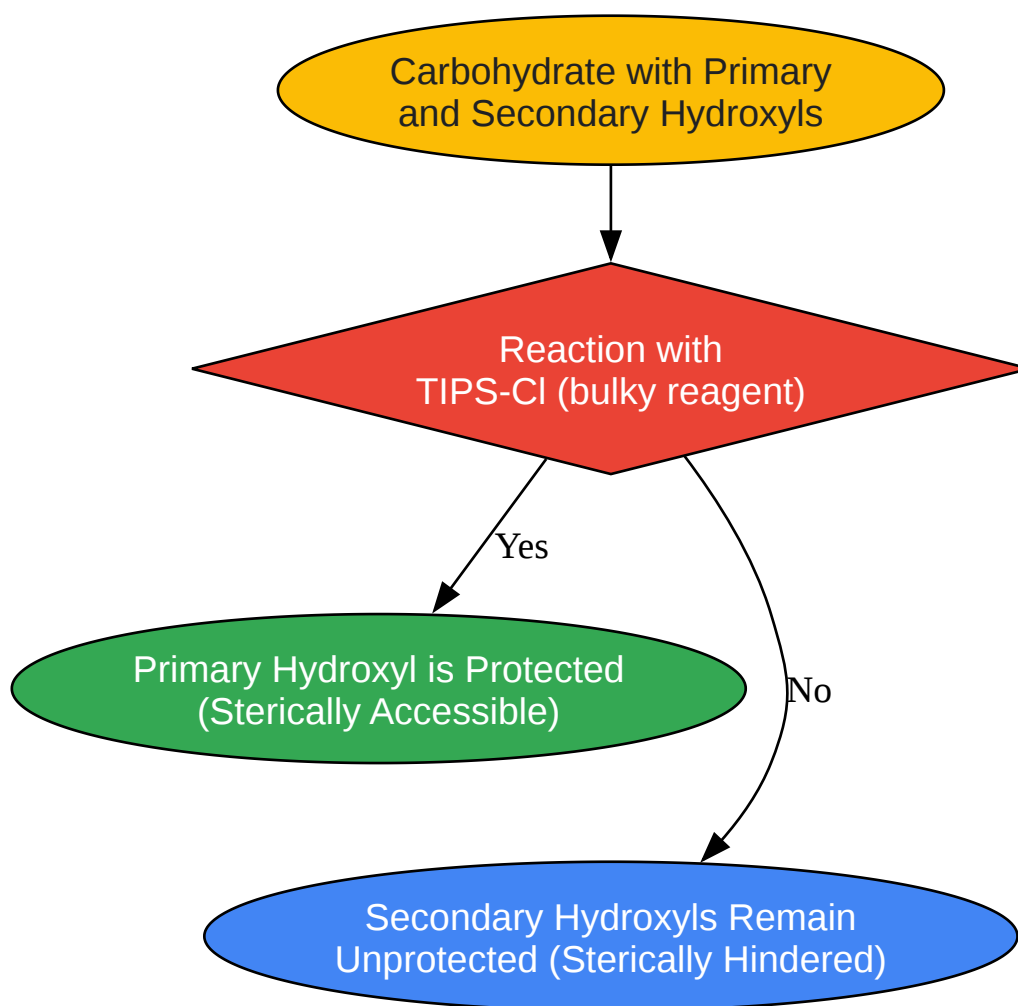 Carbohydrate with Primary
and Secondary Hydroxyls
Reaction with
TIPS-Cl (bulky reagent)
Yes
Primary Hydroxyl is Protected
(Sterically Accessible)
No
Secondary Hydroxyls Remain
Unprotected (Sterically Hindered)